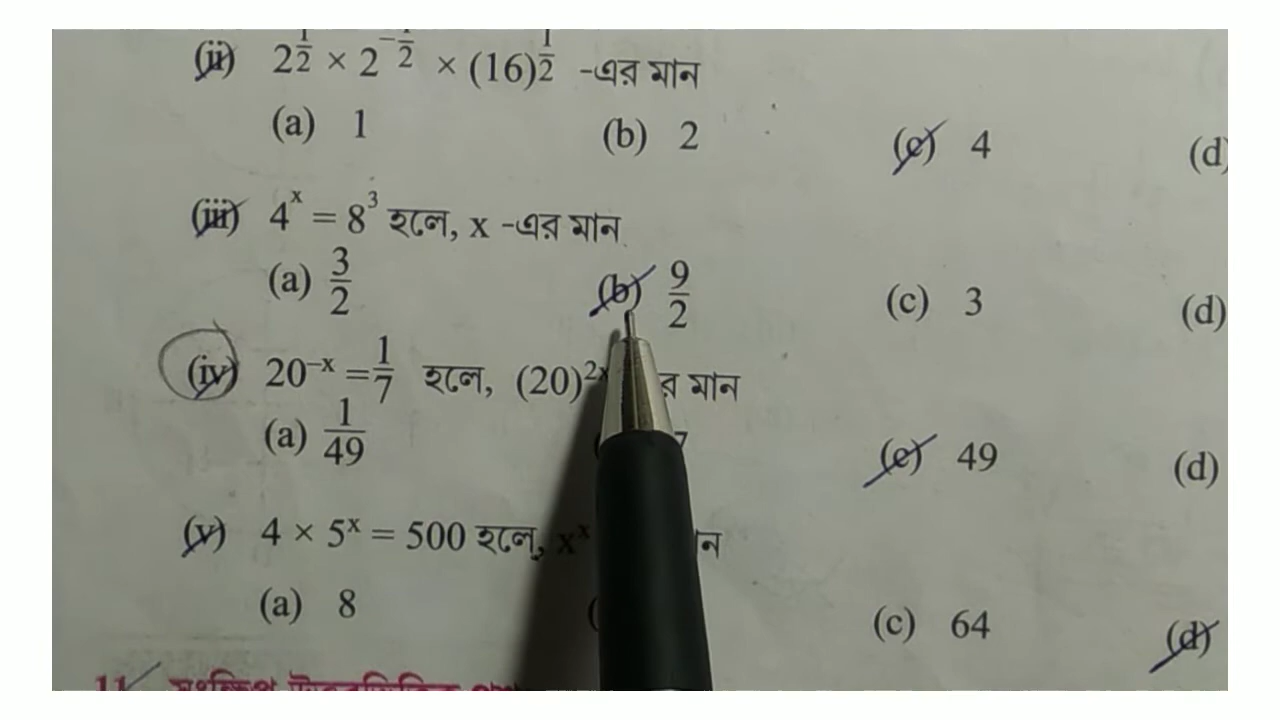 (ii) 2^{1/2} × 2^{-1/2} × (16)^{1/2} -এর মান
(a) 1 (b) 2 (c) 4 (d)
(iii) 4^x = 8^3 হলে, x -এর মান
(a) 3/2 (b) 9/2 (c) 3 (d)
(iv) 20^{-x} = 1/7 হলে, (20)^{2x} মান
(a) 1/49 7 (c) 49 (d)
(v) 4 × 5^x = 500 হলে, x^x
(a) 8 (c) 64 (d)
11